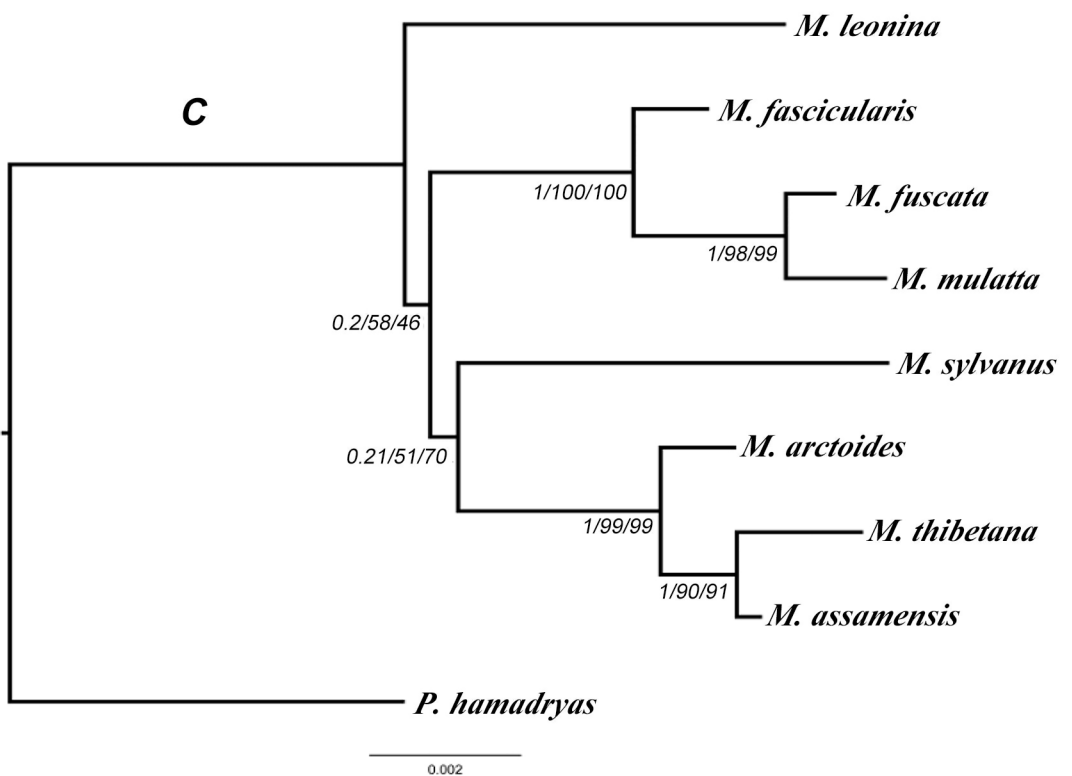 M. leonina
C
M. fascicularis
1/100/100
M. fuscata
1/98/99
M. mulatta
0.2/58/46
M. sylvanus
M. arctoides
0.21/51/70
1/99/99
M. thibetana
1/90/91
M. assamensis
P. hamadryas
0.002